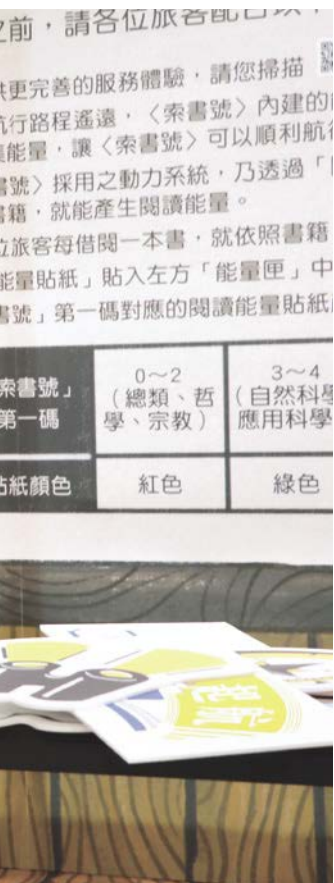 之前，請各位旅客配合以
供更完善的服務體驗，請您掃描
航行路程遙遠，〈索書號〉內建的
集能量，讓〈索書號〉可以順利航
書號〉採用之動力系統，乃透過「
書籍，就能產生閱讀能量。
位旅客每借閱一本書，就依照書籍
能量貼紙」貼入左方「能量匣」中
書號」第一碼對應的閱讀能量貼紙
索書號」
第一碼
0～2
（總類、哲
學、宗教）
3～4
（自然科學
應用科學
貼紙顏色
紅色
綠色